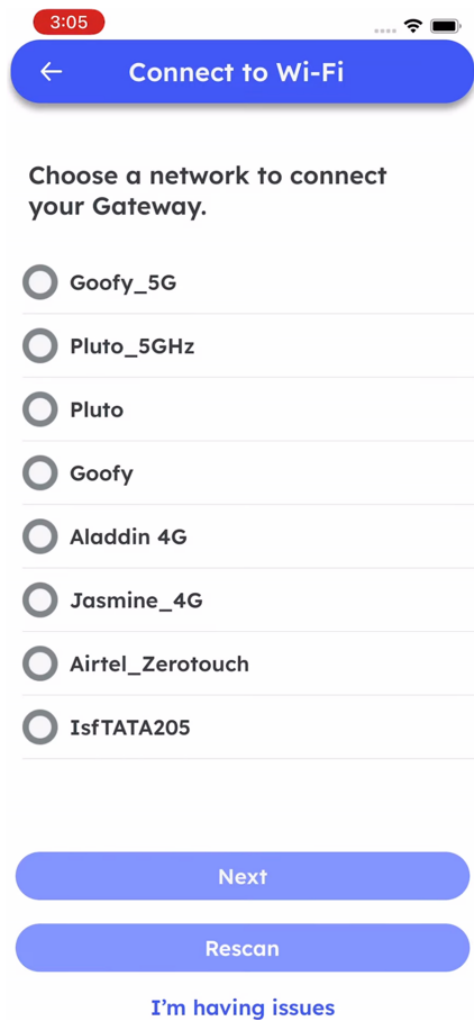 3:05
Connect to Wi-Fi
Choose a network to connect
your Gateway.
Goofy_5G
Pluto_5GHz
Pluto
Goofy
Aladdin 4G
Jasmine_4G
Airtel_Zerotouch
IsfTATA205
Next
Rescan
I'm having issues